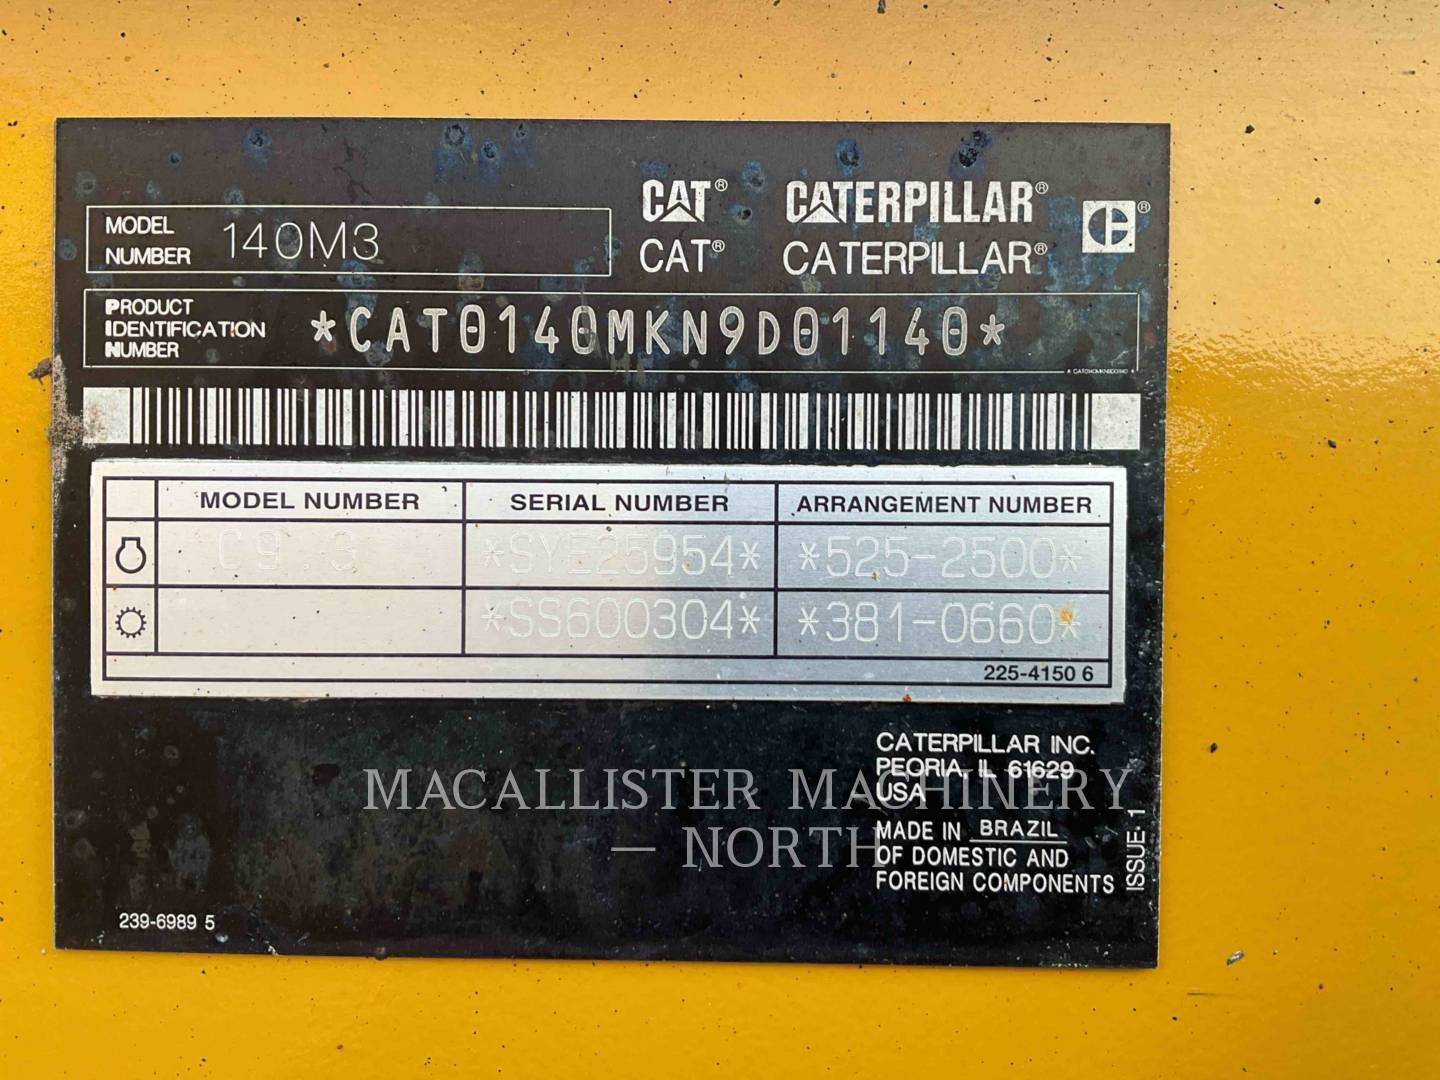 CAT® CATERPILLAR®
MODEL NUMBER 140M3
CAT® CATERPILLAR®
PRODUCT
IDENTIFICATION
NUMBER
*CAT0140MKN9D01140*
MODEL NUMBER SERIAL NUMBER ARRANGEMENT NUMBER
C9.3 *SYE25954* *525-2500*
*SS600304* *381-0660*
225-4150 6
CATERPILLAR INC.
PEORIA, IL 61629
USA
MACALLISTER MACHINERY
— NORTH
MADE IN BRAZIL
OF DOMESTIC AND
FOREIGN COMPONENTS
ISSUE 1
239-6989 5